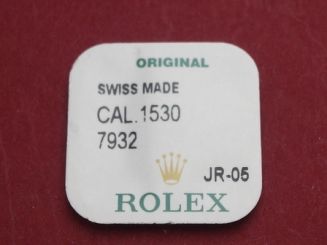 ORIGINAL
SWISS MADE
CAL.1530
7932
JR-05
ROLEX